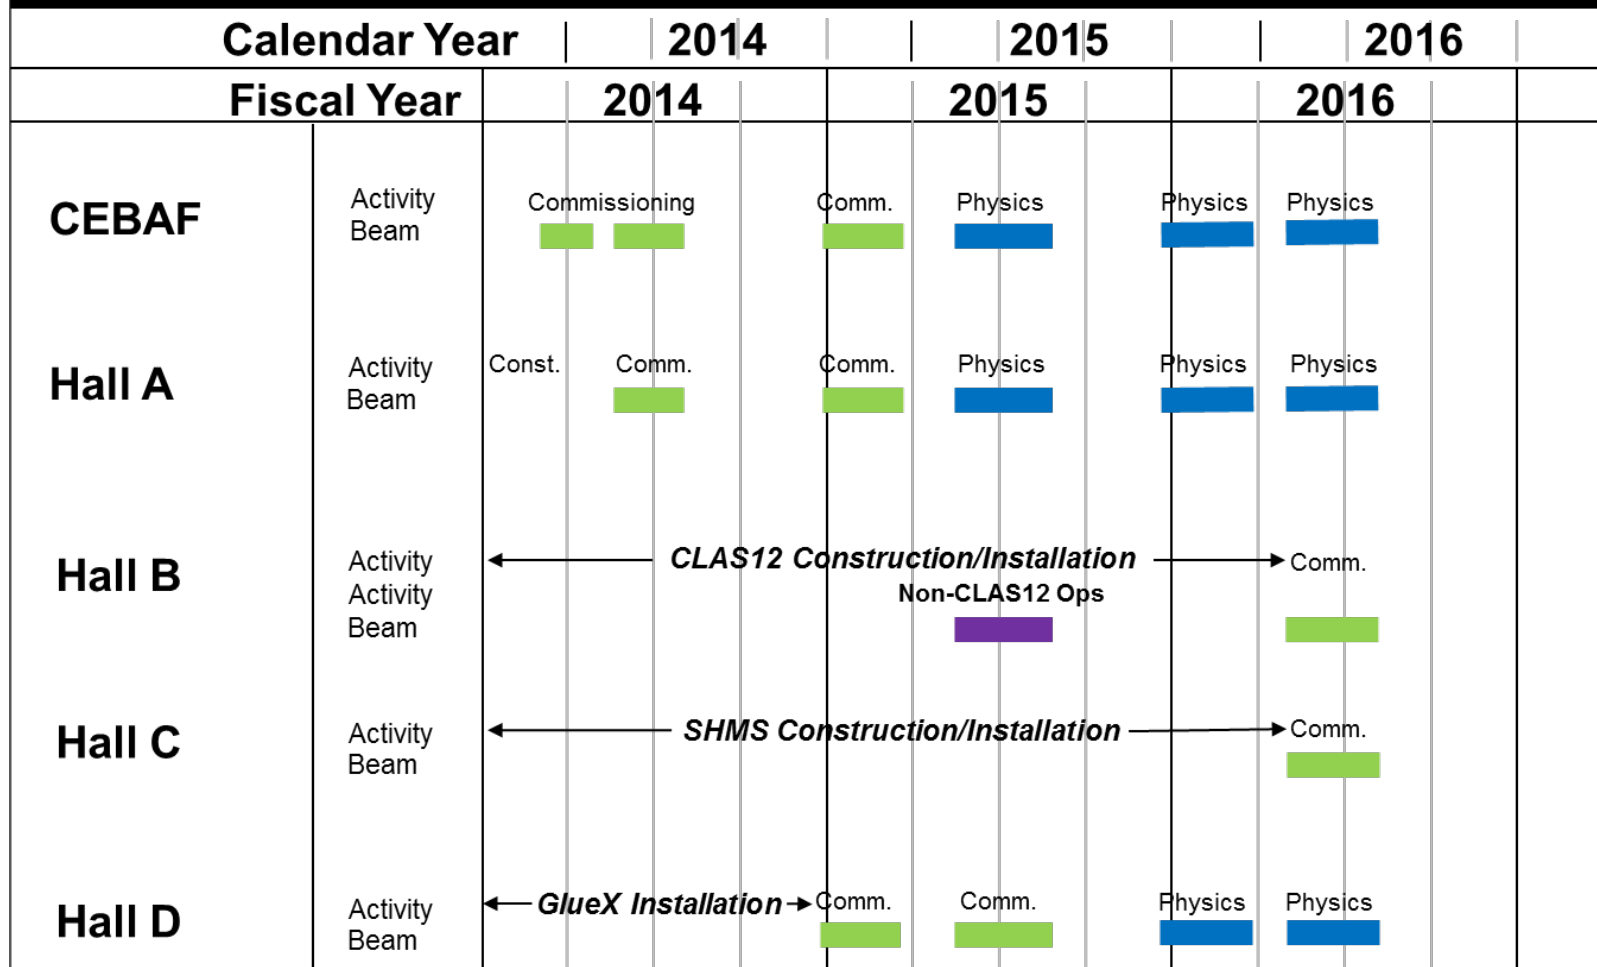 Calendar Year 2014 2015 2016
Fiscal Year 2014 2015 2016
CEBAF
Activity
Beam
Commissioning Comm. Physics Physics Physics
Hall A
Activity
Beam
Const. Comm. Comm. Physics Physics Physics
Hall B
Activity
Activity
Beam
CLAS12 Construction/Installation Comm.
Non-CLAS12 Ops
Hall C
Activity
Beam
SHMS Construction/Installation Comm.
Hall D
Activity
Beam
GlueX Installation Comm. Comm. Physics Physics